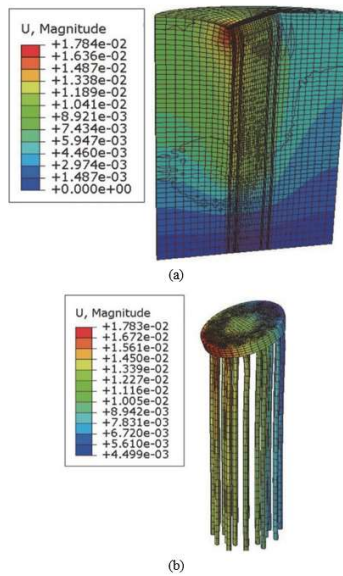 U, Magnitude
+1.784e-02
+1.636e-02
+1.487e-02
+1.338e-02
+1.189e-02
+1.041e-02
+8.921e-03
+7.434e-03
+5.947e-03
+4.460e-03
+2.974e-03
+1.487e-03
+0.000e+00
(a)
U, Magnitude
+1.783e-02
+1.672e-02
+1.561e-02
+1.450e-02
+1.339e-02
+1.227e-02
+1.116e-02
+1.005e-02
+8.942e-03
+7.831e-03
+6.720e-03
+5.610e-03
+4.499e-03
(b)